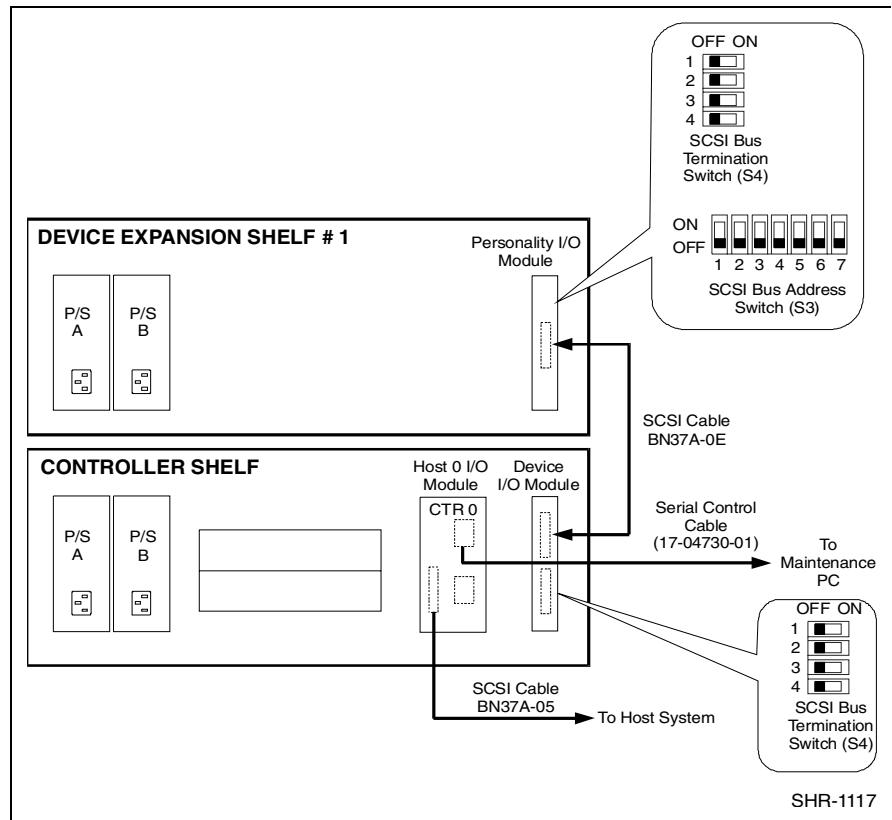 OFF ON
1
2
3
4
SCSI Bus
Termination
Switch (S4)
ON
OFF
1 2 3 4 5 6 7
SCSI Bus Address
Switch (S3)
DEVICE EXPANSION SHELF # 1
Personality I/O
Module
P/S
A
P/S
B
SCSI Cable
BN37A-0E
CONTROLLER SHELF
Host 0 I/O
Module
Device
I/O Module
CTR 0
P/S
A
P/S
B
Serial Control
Cable
(17-04730-01)
To
Maintenance
PC
OFF ON
1
2
3
4
SCSI Bus
Termination
Switch (S4)
SCSI Cable
BN37A-05
To Host System
SHR-1117